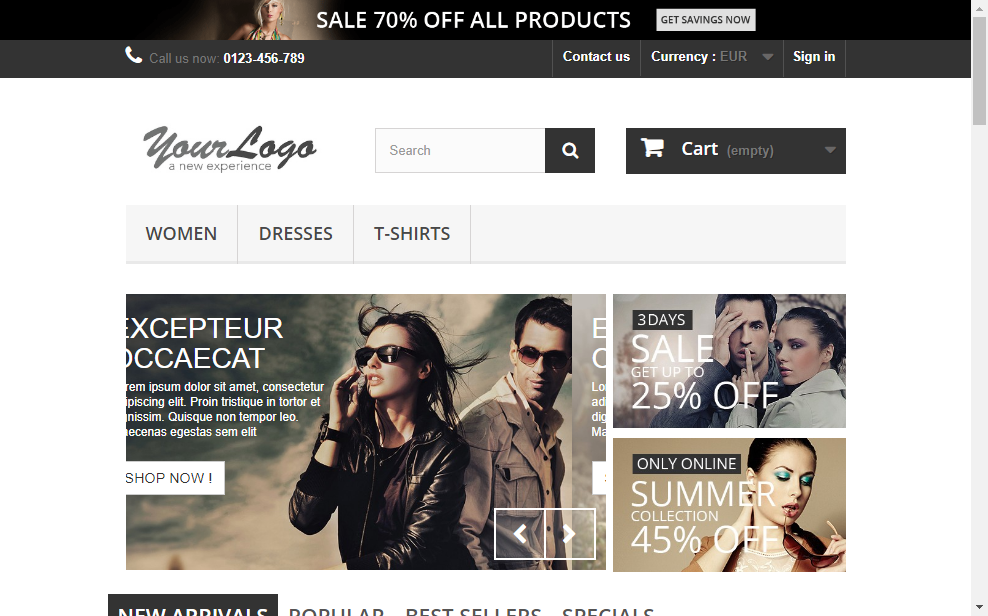 SALE 70% OFF ALL PRODUCTS
GET SAVINGS NOW
Call us now: 0123-456-789
Contact us
Currency : EUR
Sign in
YourLogo
a new experience
Search
Cart (empty)
WOMEN
DRESSES
T-SHIRTS
EXCEPTEUR
OCCAECAT
rem ipsum dolor sit amet, consectetur
ipiscing elit. Proin tristique in tortor et
gnissim. Quisque non tempor leo.
aecenas egestas sem elit
SHOP NOW !
E
Lo
ad
dig
Ma
3DAYS
SALE
GET UP TO
25% OFF
ONLY ONLINE
SUMMER
COLLECTION
45% OFF
NEW ARRIVALS
POPULAR
BEST SELLERS
SPECIALS